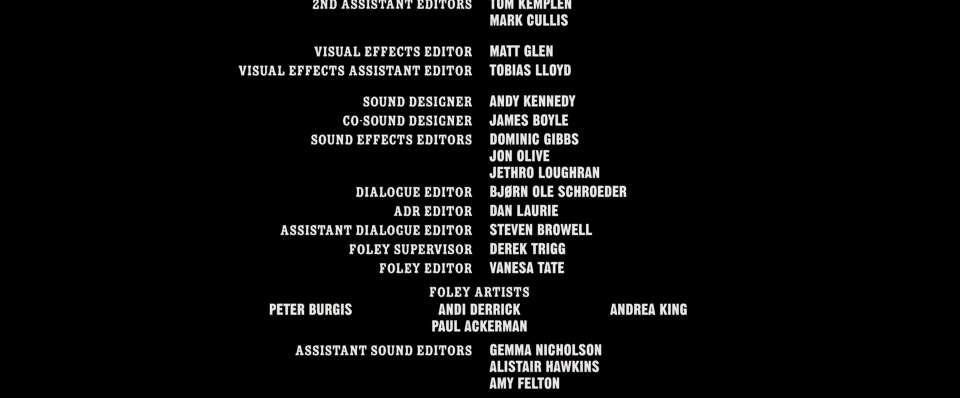 2ND ASSISTANT EDITORS TOM KEMPLEN
MARK CULLIS
VISUAL EFFECTS EDITOR MATT GLEN
VISUAL EFFECTS ASSISTANT EDITOR TOBIAS LLOYD
SOUND DESIGNER ANDY KENNEDY
CO-SOUND DESIGNER JAMES BOYLE
SOUND EFFECTS EDITORS DOMINIC GIBBS
JON OLIVE
JETHRO LOUGHRAN
DIALOGUE EDITOR BJØRN OLE SCHROEDER
ADR EDITOR DAN LAURIE
ASSISTANT DIALOGUE EDITOR STEVEN BROWELL
FOLEY SUPERVISOR DEREK TRIGG
FOLEY EDITOR VANESA TATE
FOLEY ARTISTS
PETER BURGIS ANDI DERRICK ANDREA KING
PAUL ACKERMAN
ASSISTANT SOUND EDITORS GEMMA NICHOLSON
ALISTAIR HAWKINS
AMY FELTON